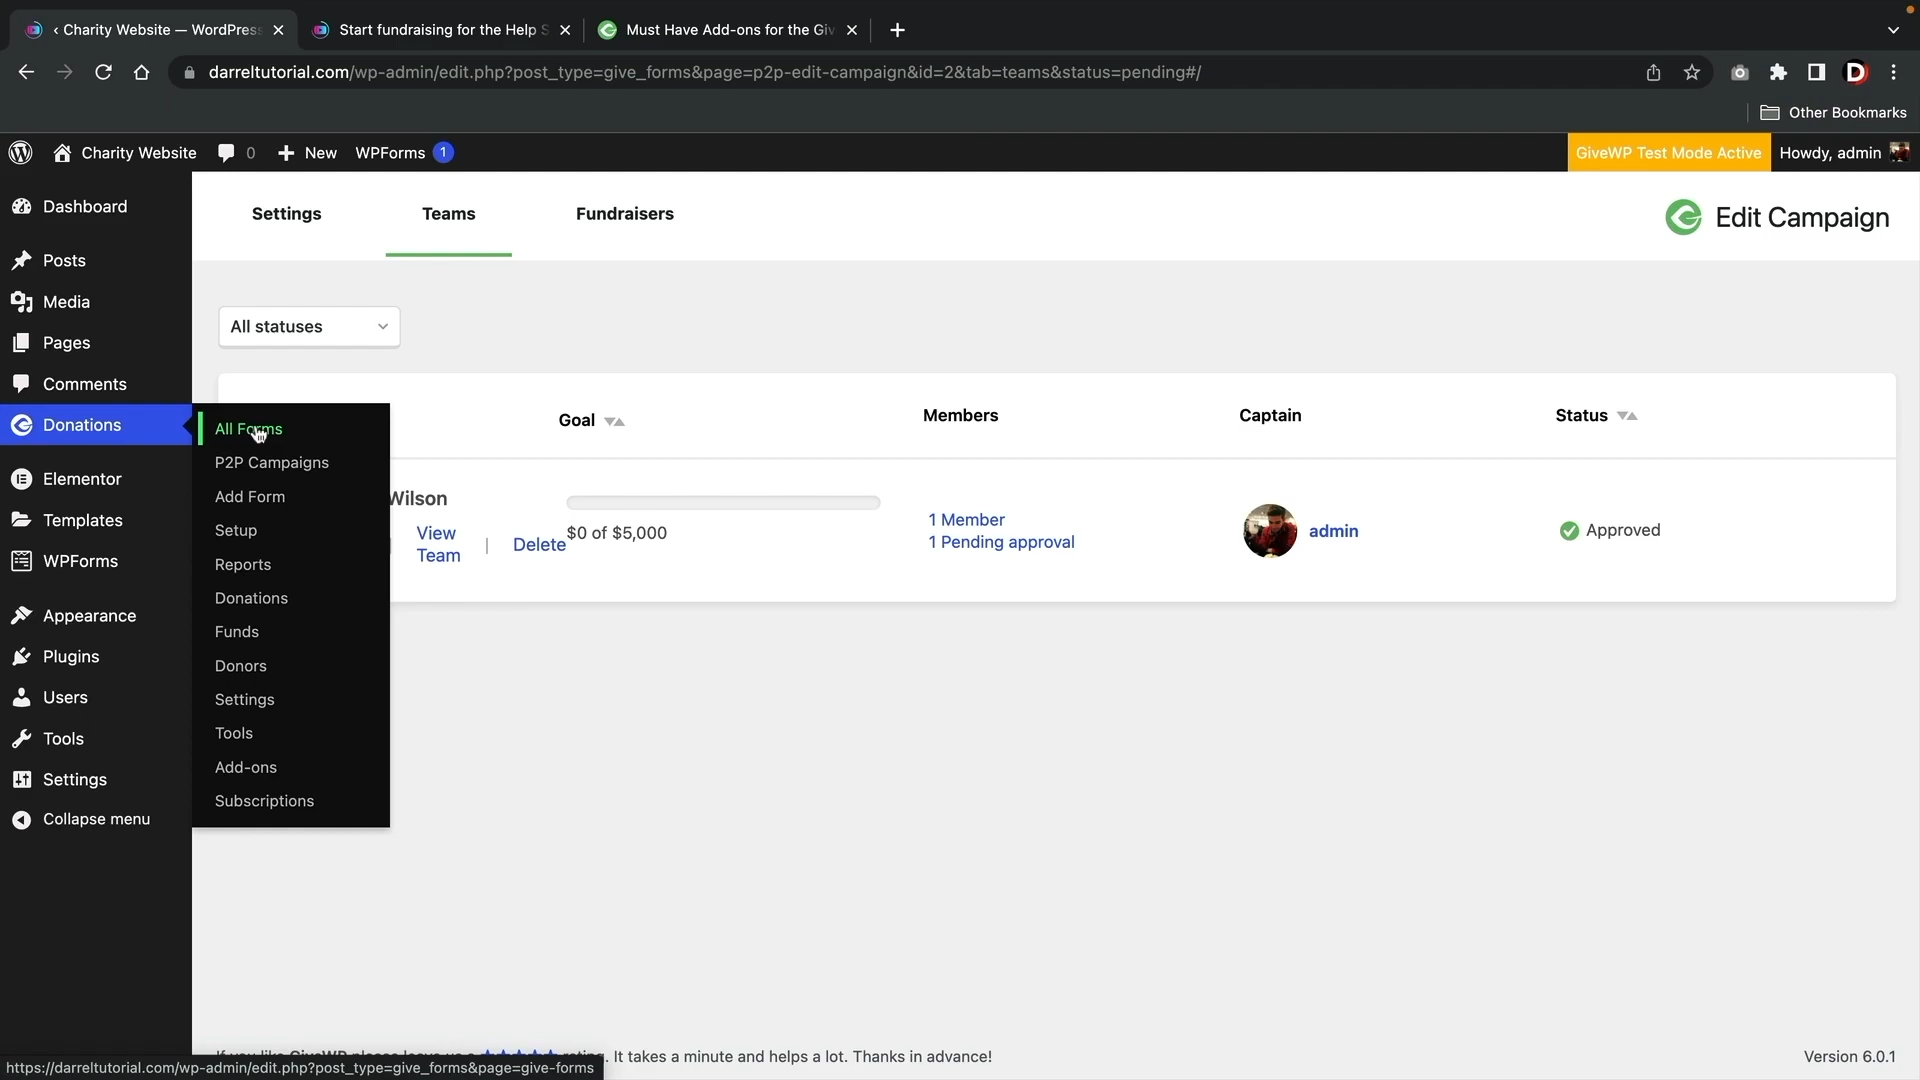 ‹ Charity Website — WordPress
Start fundraising for the Help S
Must Have Add-ons for the Giv
darreltutorial.com/wp-admin/edit.php?post_type=give_forms&page=p2p-edit-campaign&id=2&tab=teams&status=pending#/
Other Bookmarks
Charity Website
0
New
WPForms 1
GiveWP Test Mode Active
Howdy, admin
Dashboard
Posts
Media
Pages
Comments
Donations
Elementor
Templates
WPForms
Appearance
Plugins
Users
Tools
Settings
Collapse menu
All Forms
P2P Campaigns
Add Form
Setup
Reports
Donations
Funds
Donors
Settings
Tools
Add-ons
Subscriptions
Settings
Teams
Fundraisers
Edit Campaign
All statuses
Goal
Members
Captain
Status
Wilson
View Team
|
Delete
$0 of $5,000
1 Member
1 Pending approval
admin
Approved
rating. It takes a minute and helps a lot. Thanks in advance!
Version 6.0.1
https://darreltutorial.com/wp-admin/edit.php?post_type=give_forms&page=give-forms